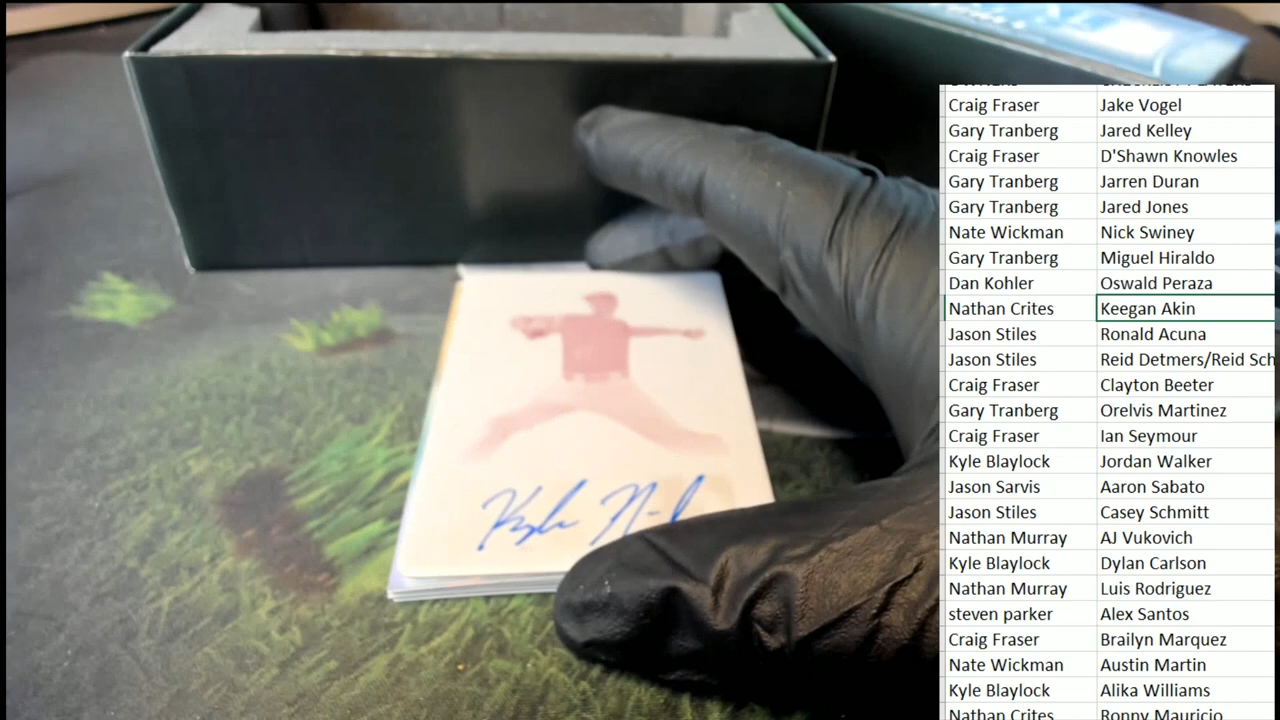 Craig Fraser Jake Vogel
Gary Tranberg Jared Kelley
Craig Fraser D'Shawn Knowles
Gary Tranberg Jarren Duran
Gary Tranberg Jared Jones
Nate Wickman Nick Swiney
Gary Tranberg Miguel Hiraldo
Dan Kohler Oswald Peraza
Nathan Crites Keegan Akin
Jason Stiles Ronald Acuna
Jason Stiles Reid Detmers/Reid Sch
Craig Fraser Clayton Beeter
Gary Tranberg Orelvis Martinez
Craig Fraser Ian Seymour
Kyle Blaylock Jordan Walker
Jason Sarvis Aaron Sabato
Jason Stiles Casey Schmitt
Nathan Murray AJ Vukovich
Kyle Blaylock Dylan Carlson
Nathan Murray Luis Rodriguez
steven parker Alex Santos
Craig Fraser Brailyn Marquez
Nate Wickman Austin Martin
Kyle Blaylock Alika Williams
Nathan Crites Ronny Mauricio
Kyle